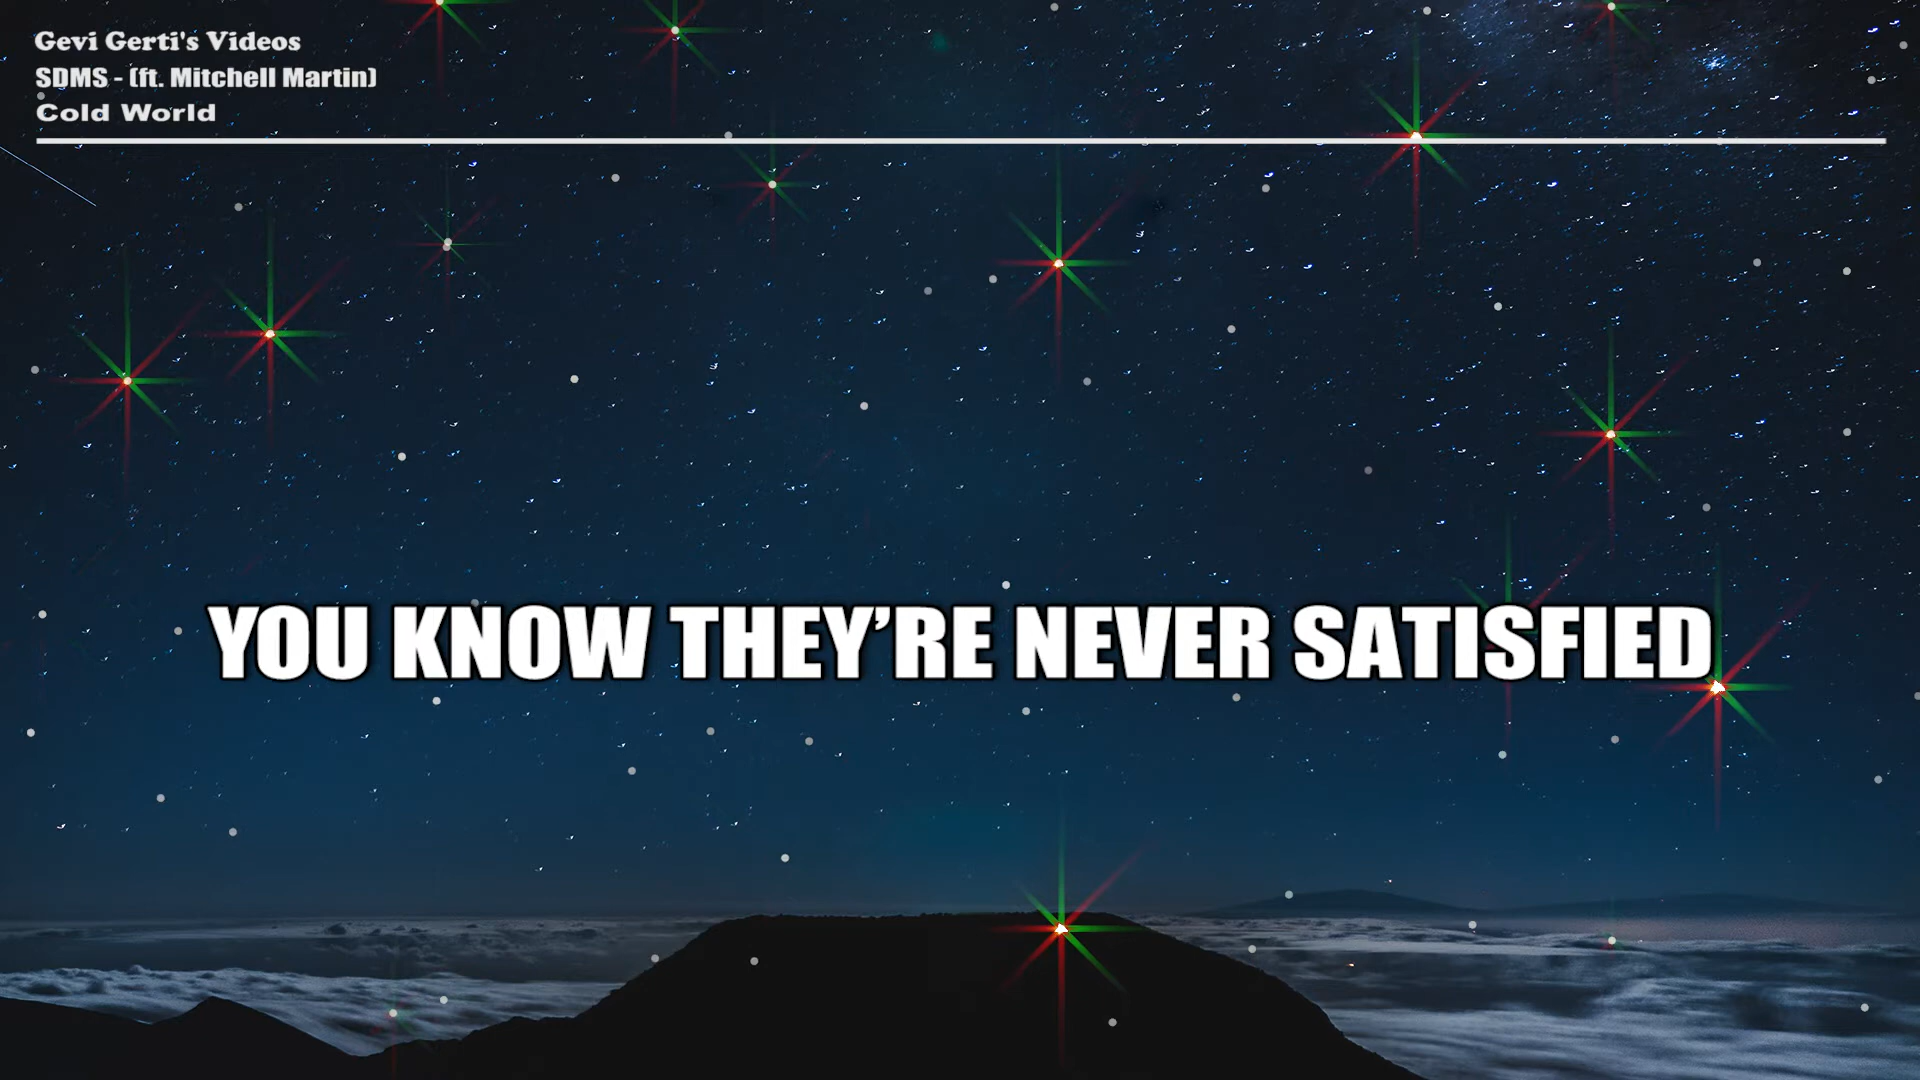 Gevi Gerti's Videos
SDMS - (ft. Mitchell Martin)
Cold World
YOU KNOW THEY’RE NEVER SATISFIED